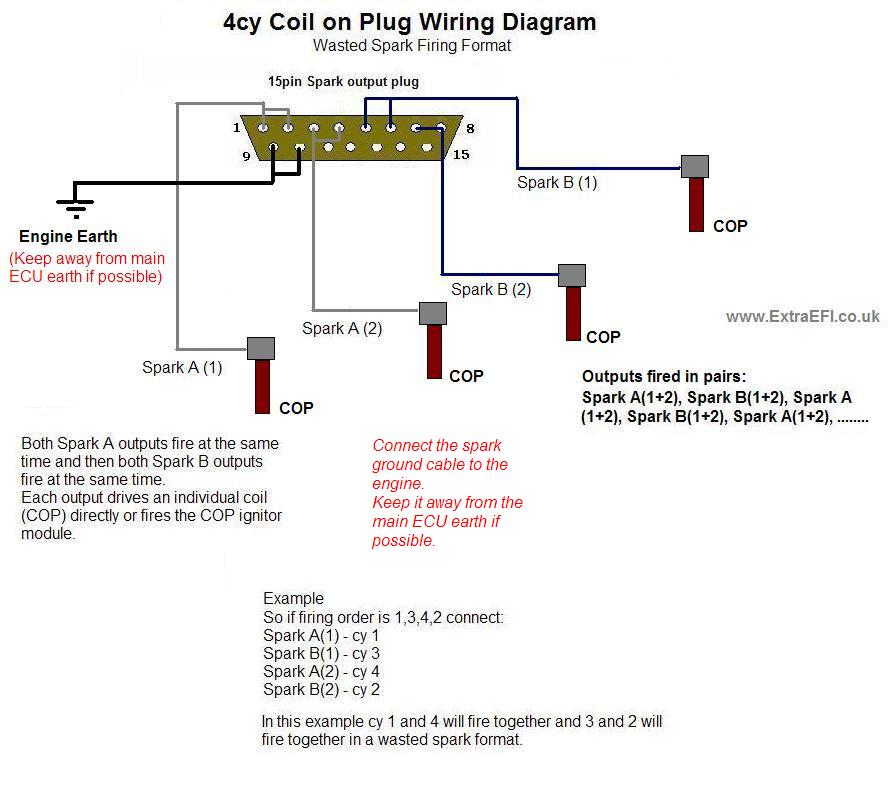 4cy Coil on Plug Wiring Diagram
Wasted Spark Firing Format
15pin Spark output plug
1
8
9
15
Spark B (1)
COP
Engine Earth
(Keep away from main
ECU earth if possible)
Spark B (2)
COP
www.ExtraEFI.co.uk
Spark A (2)
COP
Spark A (1)
COP
Outputs fired in pairs:
Spark A(1+2), Spark B(1+2), Spark A
(1+2), Spark B(1+2), Spark A(1+2), ........
Both Spark A outputs fire at the same
time and then both Spark B outputs
fire at the same time.
Each output drives an individual coil
(COP) directly or fires the COP ignitor
module.
Connect the spark
ground cable to the
engine.
Keep it away from the
main ECU earth if
possible.
Example
So if firing order is 1,3,4,2 connect:
Spark A(1) - cy 1
Spark B(1) - cy 3
Spark A(2) - cy 4
Spark B(2) - cy 2
In this example cy 1 and 4 will fire together and 3 and 2 will
fire together in a wasted spark format.